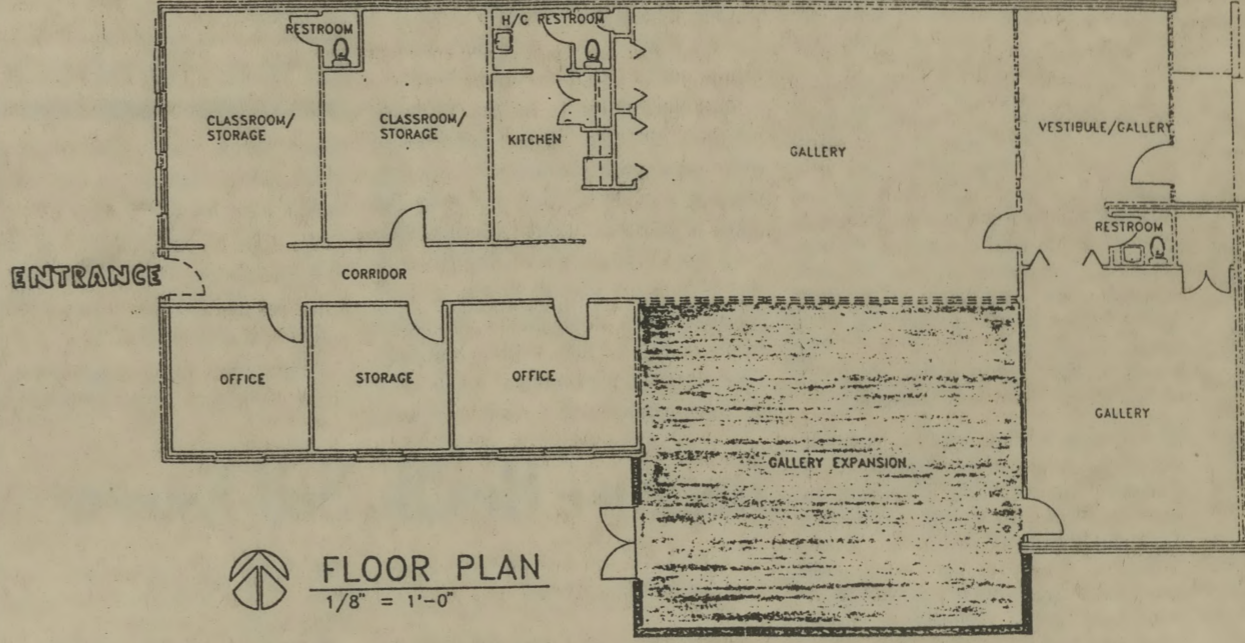 RESTROOM
H/C RESTROOM
CLASSROOM/
STORAGE
CLASSROOM/
STORAGE
KITCHEN
GALLERY
VESTIBULE/GALLERY
RESTROOM
ENTRANCE
CORRIDOR
OFFICE
STORAGE
OFFICE
GALLERY
GALLERY EXPANSION
FLOOR PLAN
1/8" = 1'-0"